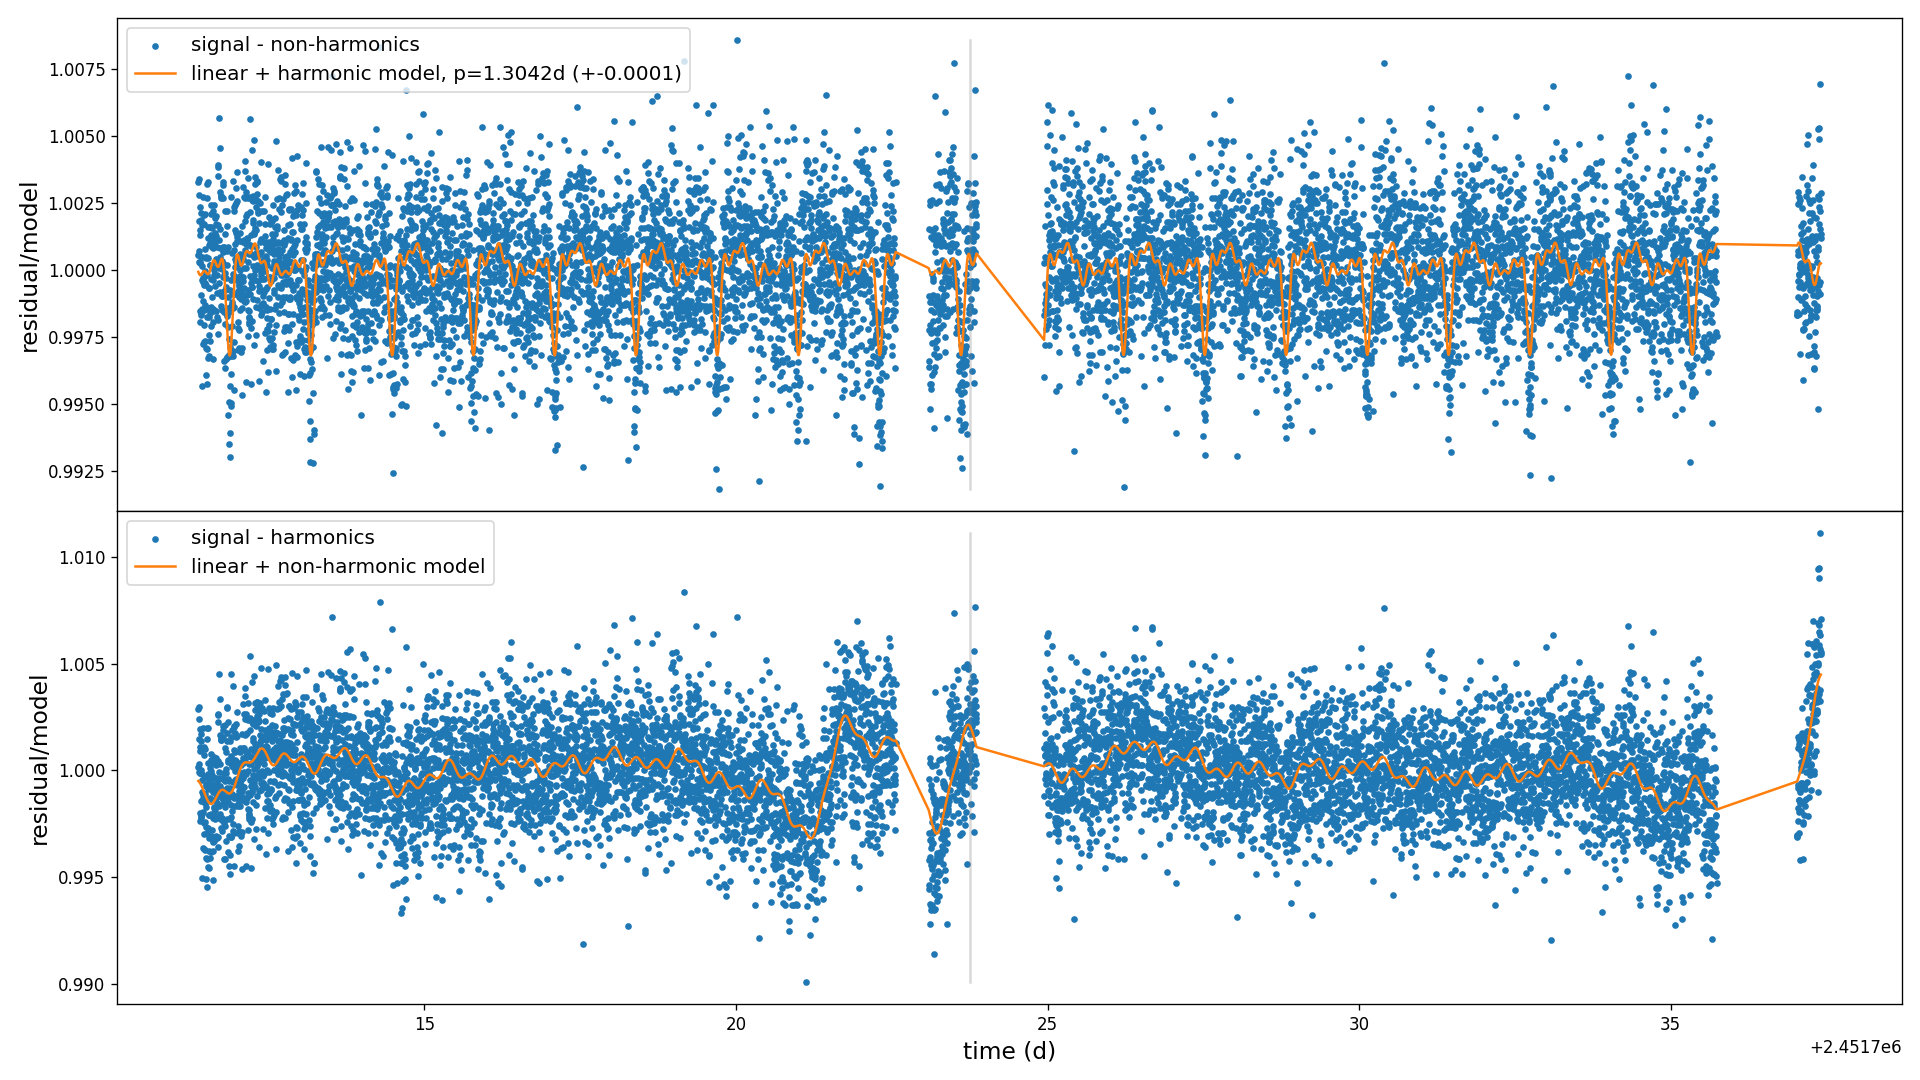 signal - non-harmonics
linear + harmonic model, p=1.3042d (+-0.0001)
1.0075
1.0050
1.0025
1.0000
0.9975
0.9950
0.9925
residual/model
signal - harmonics
linear + non-harmonic model
1.010
1.005
1.000
0.995
0.990
residual/model
15 20 25 30 35
time (d)
+2.4517e6